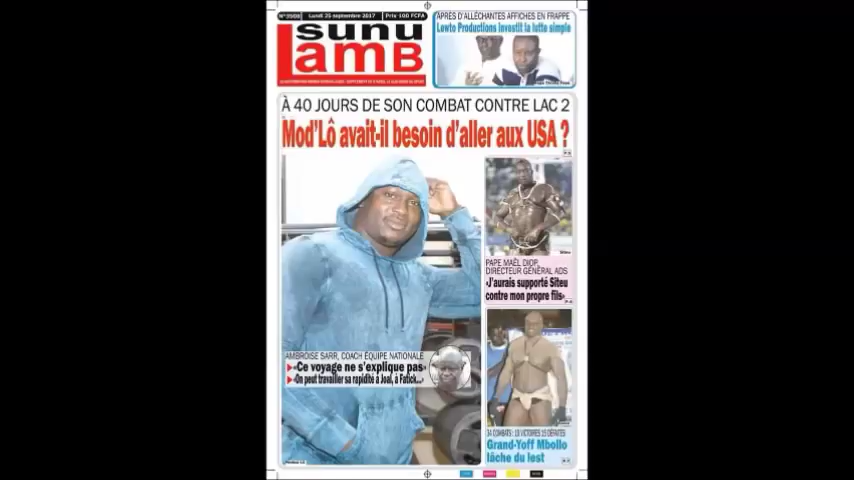 N°3508 Lundi 25 septembre 2017 Prix 100 FCFA
sunu
Lamb
APRES D'ALLÉCHANTES AFFICHES EN FRAPPE
Lewto Productions investit la lutte simple
À 40 JOURS DE SON COMBAT CONTRE LAC 2
Mod'Lô avait-il besoin d'aller aux USA ?
PAPE MAËL DIOP,
DIRECTEUR GÉNÉRAL ADS
«J'aurais supporté Siteu
contre mon propre fils»
AMBROISE SARR, COACH ÉQUIPE NATIONALE
«Ce voyage ne s'explique pas»
«On peut travailler sa rapidité à Joal, à Fatick...»
Grand-Yoff Mbollo
lâche du lest